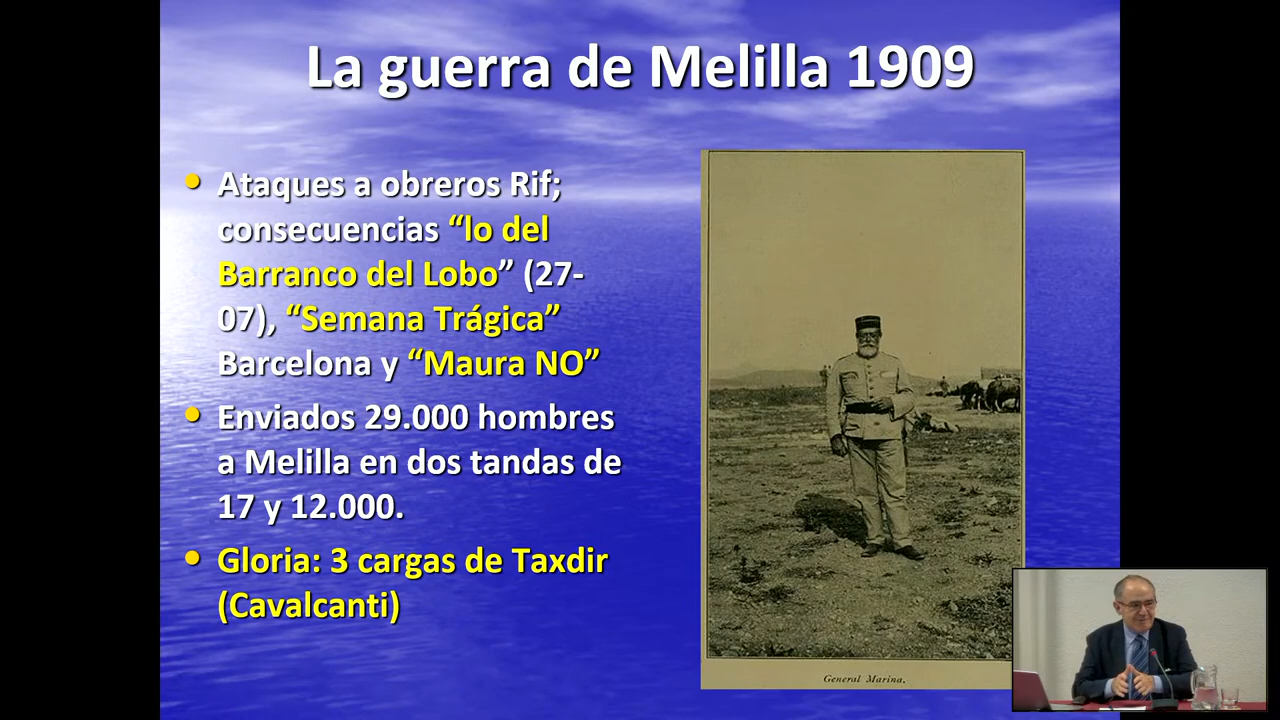 La guerra de Melilla 1909
• Ataques a obreros Rif;
consecuencias “lo del
Barranco del Lobo” (27-
07), “Semana Trágica”
Barcelona y “Maura NO”
• Enviados 29.000 hombres
a Melilla en dos tandas de
17 y 12.000.
• Gloria: 3 cargas de Taxdir
(Cavalcanti)
General Marina.